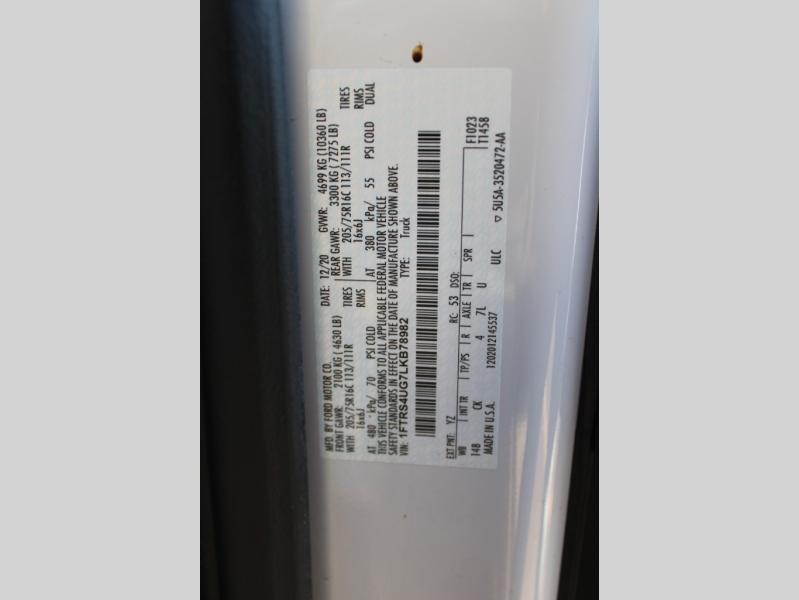 MFD. BY FORD MOTOR CO.
DATE: 12/20 GVWR: 4699 KG (10360 LB)
FRONT GAWR: 2100 KG (4630 LB) REAR GAWR: 3300 KG (7275 LB)
WITH 205/75R16C 113/111R TIRES WITH 205/75R16C 113/111R TIRES
16x6J RIMS 16x6J RIMS
AT 480 kPa/ 70 PSI COLD AT 380 kPa/ 55 PSI COLD DUAL
THIS VEHICLE CONFORMS TO ALL APPLICABLE FEDERAL MOTOR VEHICLE
SAFETY STANDARDS IN EFFECT ON THE DATE OF MANUFACTURE SHOWN ABOVE.
VIN: 1FTRS4UG7LKB78982 TYPE: Truck
EXT PNT: YZ RC: 53 DSO: F1023
WB INT TR TP/PS R AXLE TR SPR T1458
148 CK 4 7L U
MADE IN U.S.A. 1202012145537 ULC ▽ 5U5A-3520472-AA